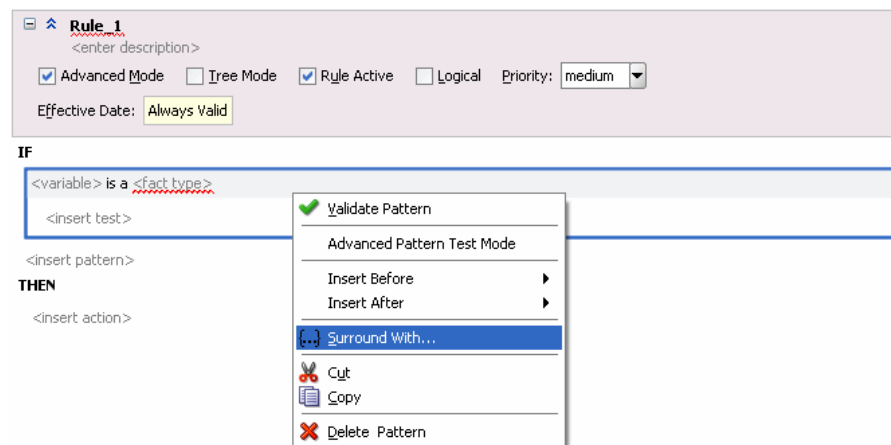 Rule_1
<enter description>
Advanced Mode Tree Mode Rule Active Logical Priority: medium
Effective Date: Always Valid
IF
<variable> is a <fact type>
<insert test>
<insert pattern>
THEN
<insert action>
Validate Pattern
Advanced Pattern Test Mode
Insert Before
Insert After
{...} Surround With...
Cut
Copy
Delete Pattern